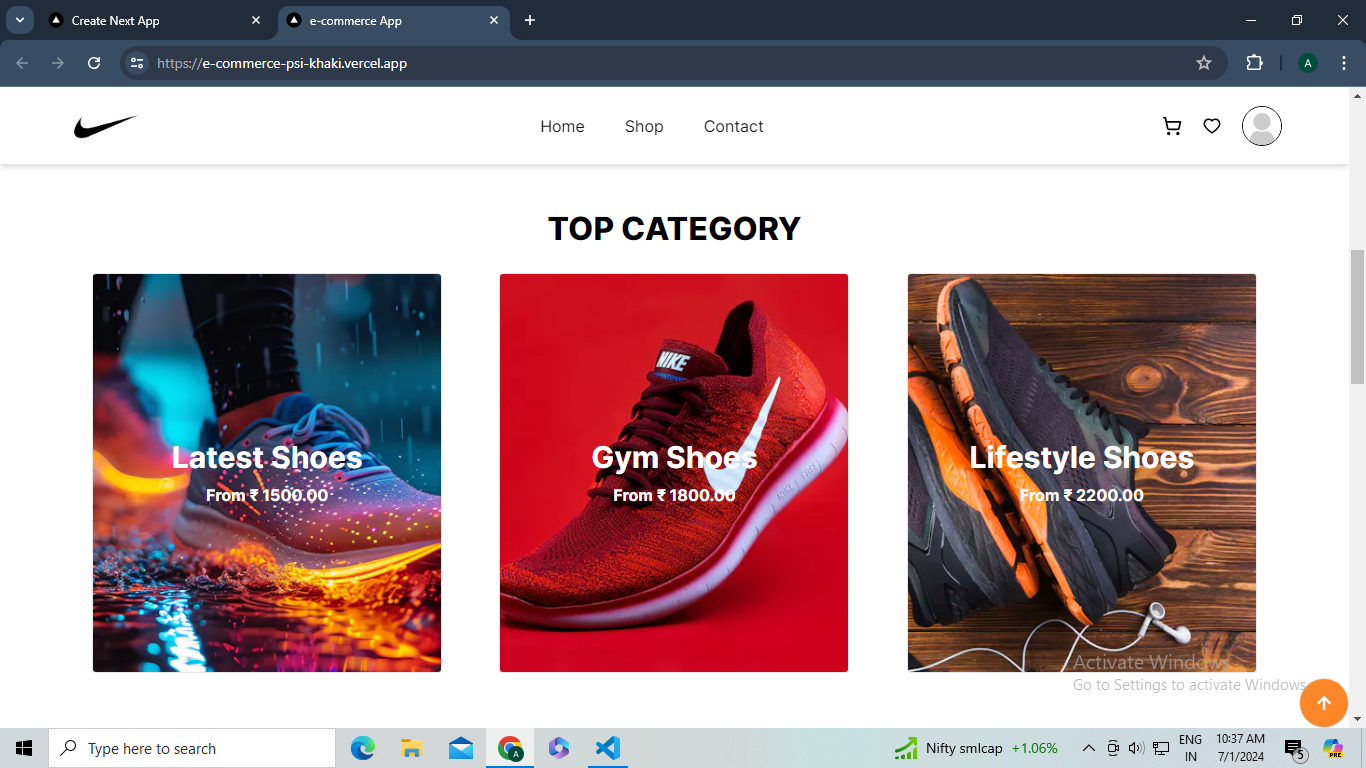 Create Next App
e-commerce App
https://e-commerce-psi-khaki.vercel.app
A
Home
Shop
Contact
TOP CATEGORY
NIKE
Latest Shoes
From ₹ 1500.00
Gym Shoes
From ₹ 1800.00
NIKE FREE
Lifestyle Shoes
From ₹ 2200.00
Activate Windows
Go to Settings to activate Windows.
Type here to search
A
Nifty smlcap +1.06%
ENG
IN
10:37 AM
7/1/2024
5
PRE